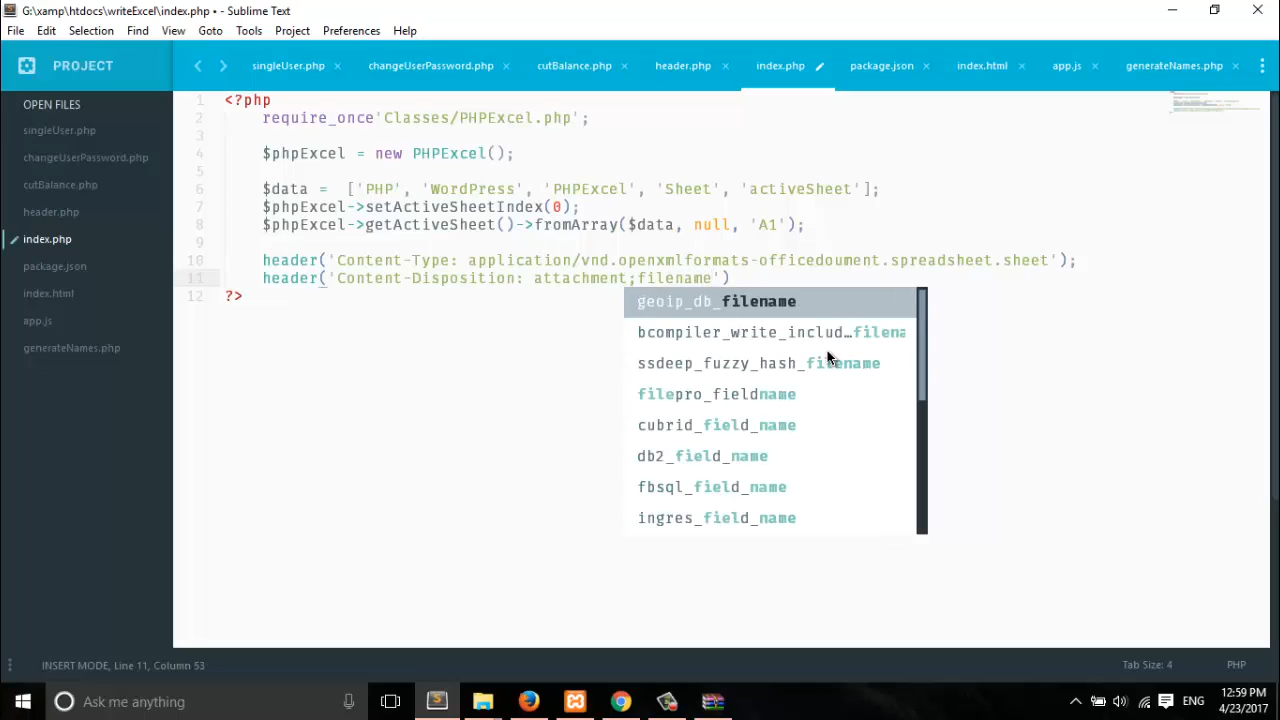 G:\xamp\htdocs\writeExcel\index.php • - Sublime Text
File Edit Selection Find View Goto Tools Project Preferences Help
PROJECT
singleUser.php × changeUserPassword.php × cutBalance.php × header.php × index.php package.json × index.html × app.js × generateNames.php ×
OPEN FILES
singleUser.php
changeUserPassword.php
cutBalance.php
header.php
index.php
package.json
index.html
app.js
generateNames.php
1 <?php
2 require_once'Classes/PHPExcel.php';
3
4 $phpExcel = new PHPExcel();
5
6 $data =  ['PHP', 'WordPress', 'PHPExcel', 'Sheet', 'activeSheet'];
7 $phpExcel->setActiveSheetIndex(0);
8 $phpExcel->getActiveSheet()->fromArray($data, null, 'A1');
9
10 header('Content-Type: application/vnd.openxmlformats-officedoument.spreadsheet.sheet');
11 header('Content-Disposition: attachment;filename')
12 ?>
geoip_db_filename
bcompiler_write_includ…filena
ssdeep_fuzzy_hash_filename
filepro_fieldname
cubrid_field_name
db2_field_name
fbsql_field_name
ingres_field_name
INSERT MODE, Line 11, Column 53 Tab Size: 4 PHP
Ask me anything ENG 12:59 PM
4/23/2017